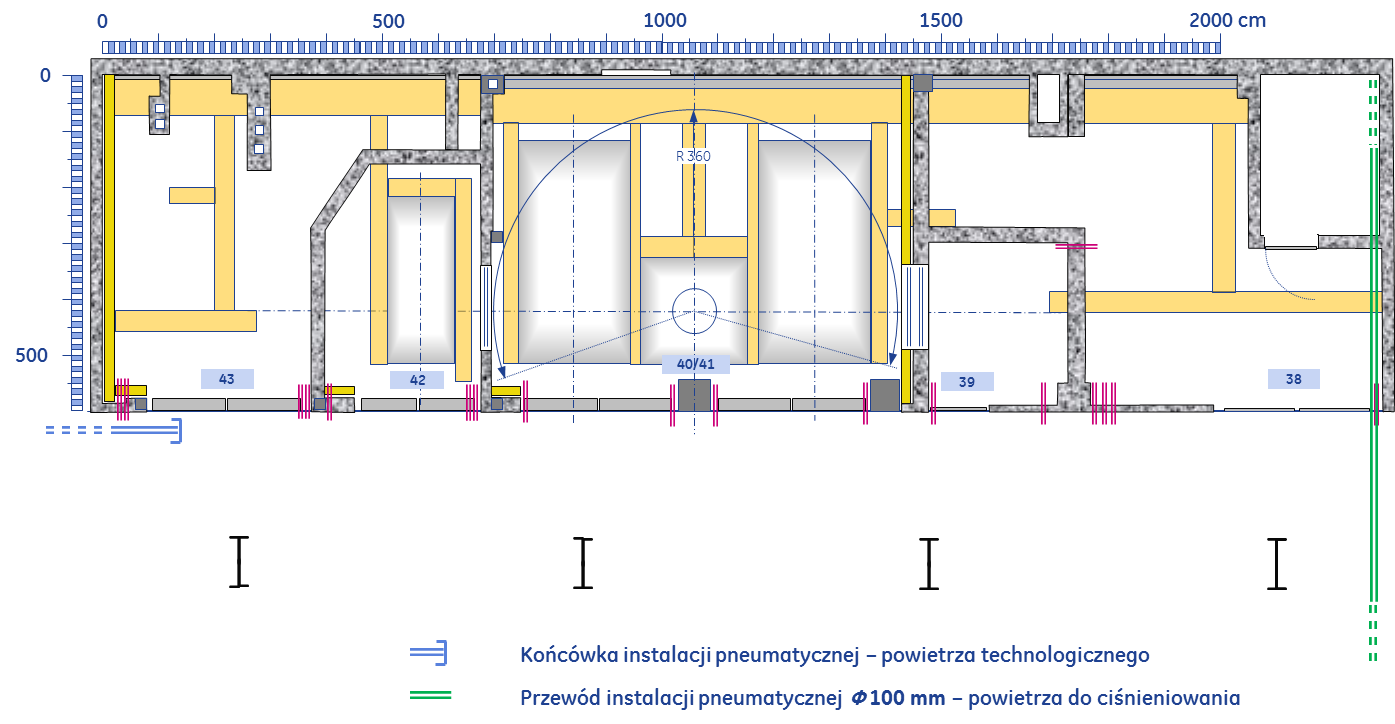 0 500 1000 1500 2000 cm
0
R 360
500
43 42 40/41 39 38
Końcówka instalacji pneumatycznej – powietrza technologicznego
Przewód instalacji pneumatycznej Φ 100 mm – powietrza do ciśnieniowania